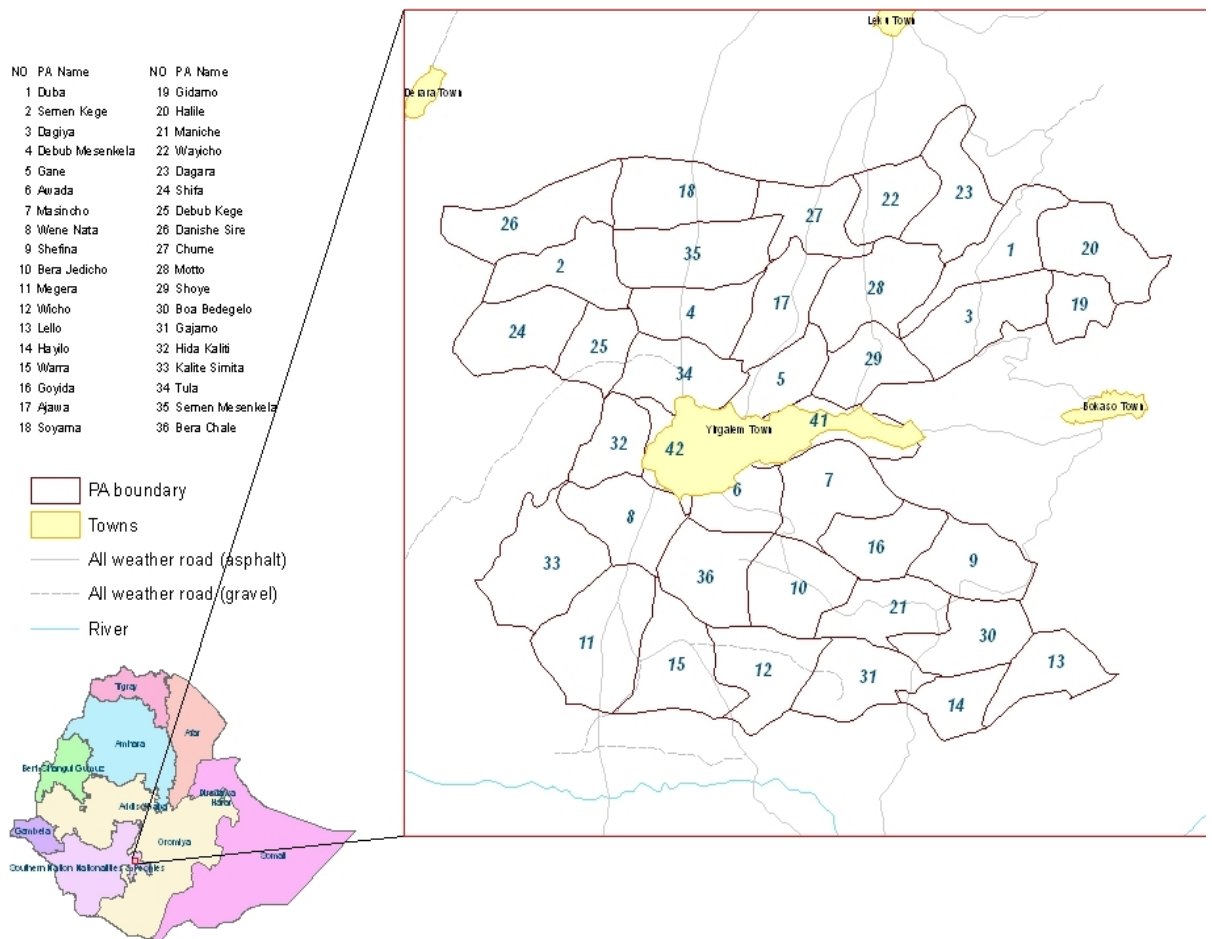 NO PA Name NO PA Name
1 Duba 19 Gidamo
2 Semen Kege 20 Halile
3 Dagiya 21 Maniche
4 Debub Mesenkela 22 Wayicho
5 Gane 23 Dagara
6 Awada 24 Shifa
7 Masincho 25 Debub Kege
8 Wene Nata 26 Danishe Sire
9 Shefina 27 Chume
10 Bera Jedicho 28 Motto
11 Megera 29 Shoye
12 Wicho 30 Boa Bedegelo
13 Lello 31 Gajamo
14 Hayilo 32 Hida Kaliti
15 Warra 33 Kalite Simita
16 Goyida 34 Tula
17 Ajawa 35 Semen Mesenkela
18 Soyama 36 Bera Chale
PA boundary
Towns
All weather road (asphalt)
All weather road (gravel)
River
Tigray
Afar
Amhara
Gambela
Oromiya
Somali
Town
Town
18
22
23
26
27
1
20
35
2
28
17
4
3
19
24
25
29
34
5
Bokaso Town
41
Yirgalem Town
32
42
7
6
8
16
9
33
36
10
21
30
11
15
12
31
13
14